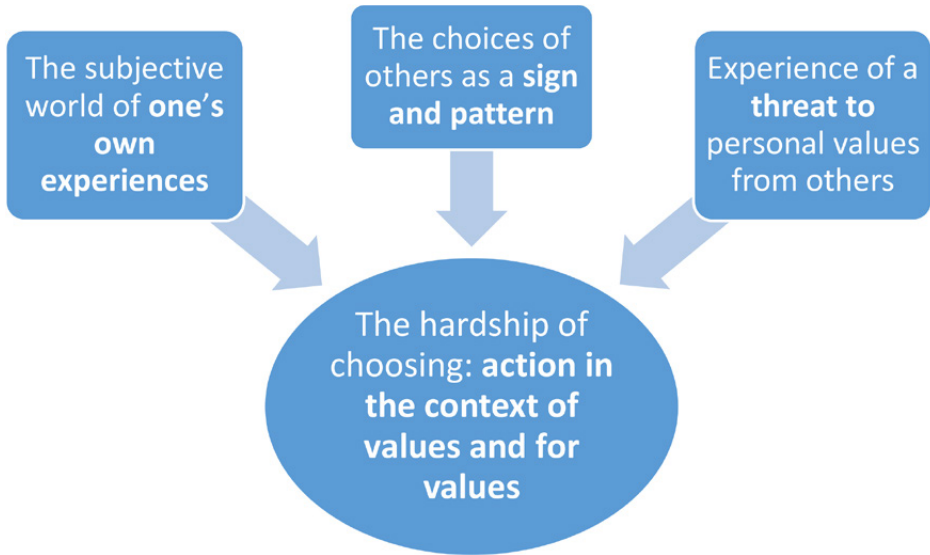 The subjective
world of one's
own
experiences
The choices of
others as a sign
and pattern
Experience of a
threat to
personal values
from others
The hardship of
choosing: action in
the context of
values and for
values